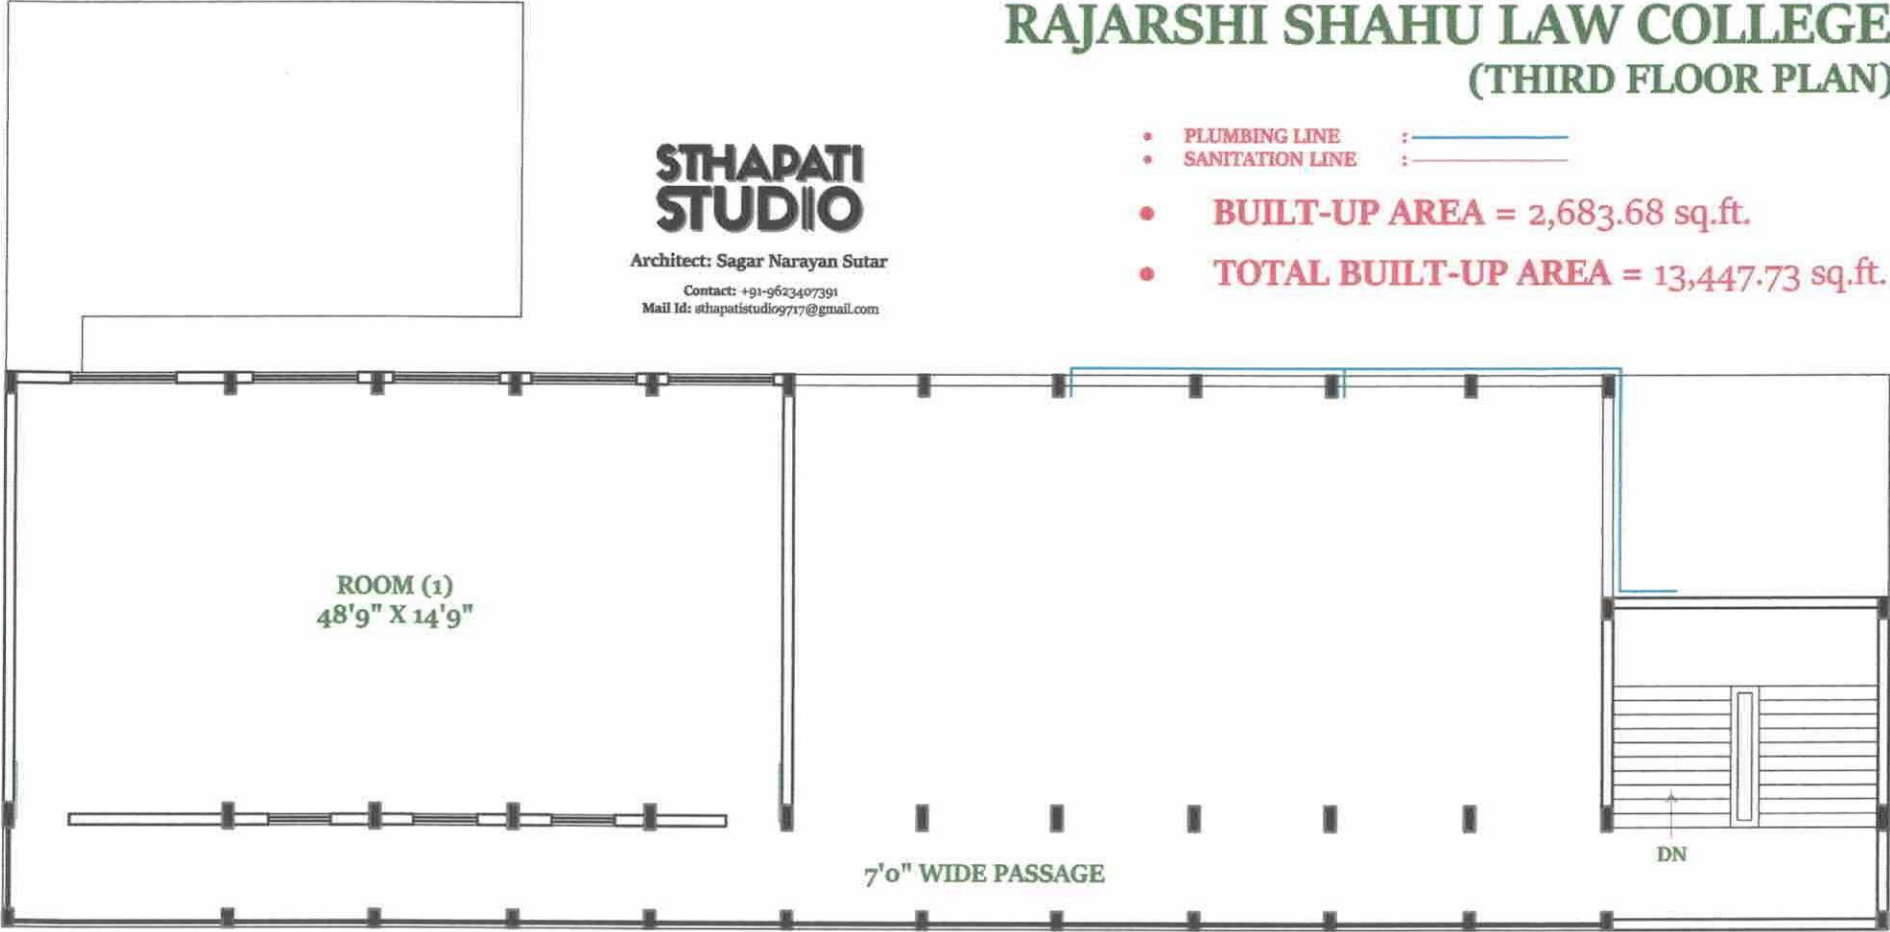 RAJARSHI SHAHU LAW COLLEGE
(THIRD FLOOR PLAN)
• PLUMBING LINE :
• SANITATION LINE :
• BUILT-UP AREA = 2,683.68 sq.ft.
• TOTAL BUILT-UP AREA = 13,447.73 sq.ft.
STHAPATI
STUDIO
Architect: Sagar Narayan Sutar
Contact: +91-9623407391
Mail Id: sthapatistudio9717@gmail.com
ROOM (1)
48'9" X 14'9"
7'0" WIDE PASSAGE
DN